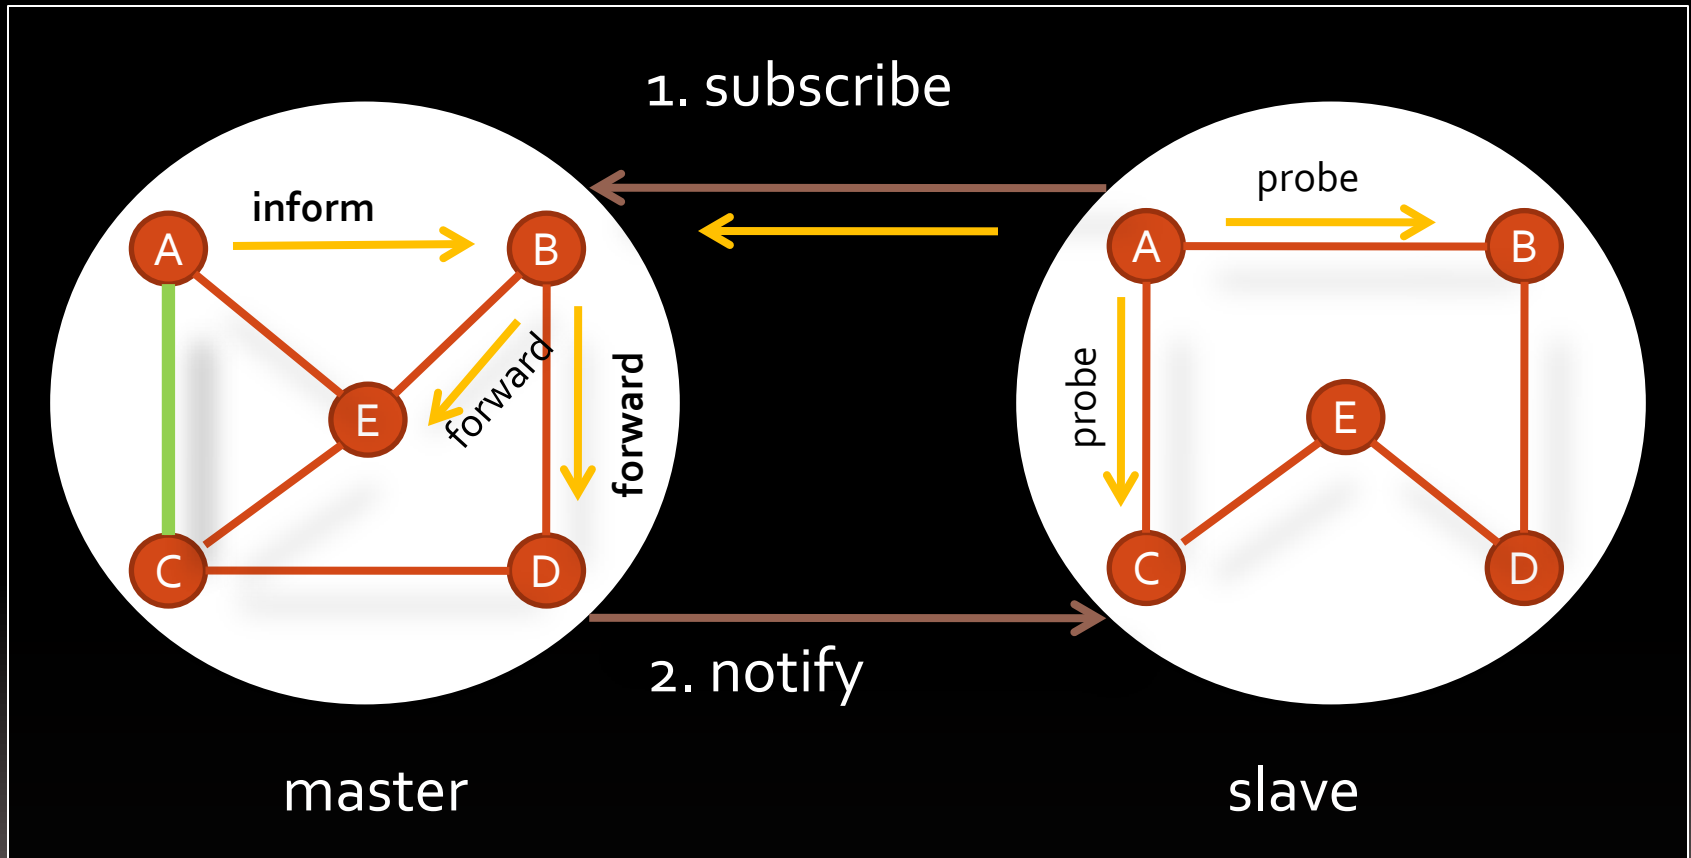 1. subscribe
inform
probe
A
B
A
B
forward
forward
probe
E
E
C
D
C
D
2. notify
master
slave